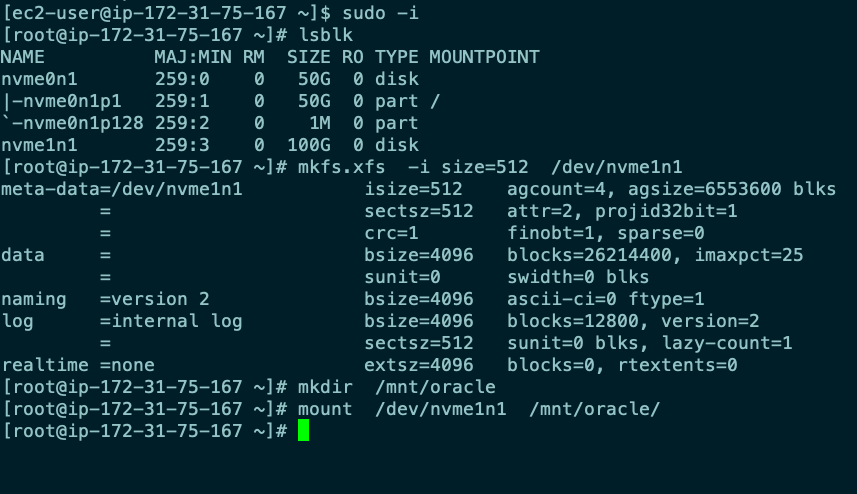 [ec2-user@ip-172-31-75-167 ~]$ sudo -i
[root@ip-172-31-75-167 ~]# lsblk
NAME          MAJ:MIN RM  SIZE RO TYPE MOUNTPOINT
nvme0n1       259:0    0   50G  0 disk
|-nvme0n1p1   259:1    0   50G  0 part /
`-nvme0n1p128 259:2    0    1M  0 part
nvme1n1       259:3    0  100G  0 disk
[root@ip-172-31-75-167 ~]# mkfs.xfs  -i size=512  /dev/nvme1n1
meta-data=/dev/nvme1n1           isize=512    agcount=4, agsize=6553600 blks
         =                       sectsz=512   attr=2, projid32bit=1
         =                       crc=1        finobt=1, sparse=0
data     =                       bsize=4096   blocks=26214400, imaxpct=25
         =                       sunit=0      swidth=0 blks
naming   =version 2              bsize=4096   ascii-ci=0 ftype=1
log      =internal log           bsize=4096   blocks=12800, version=2
         =                       sectsz=512   sunit=0 blks, lazy-count=1
realtime =none                   extsz=4096   blocks=0, rtextents=0
[root@ip-172-31-75-167 ~]# mkdir  /mnt/oracle
[root@ip-172-31-75-167 ~]# mount  /dev/nvme1n1  /mnt/oracle/
[root@ip-172-31-75-167 ~]#